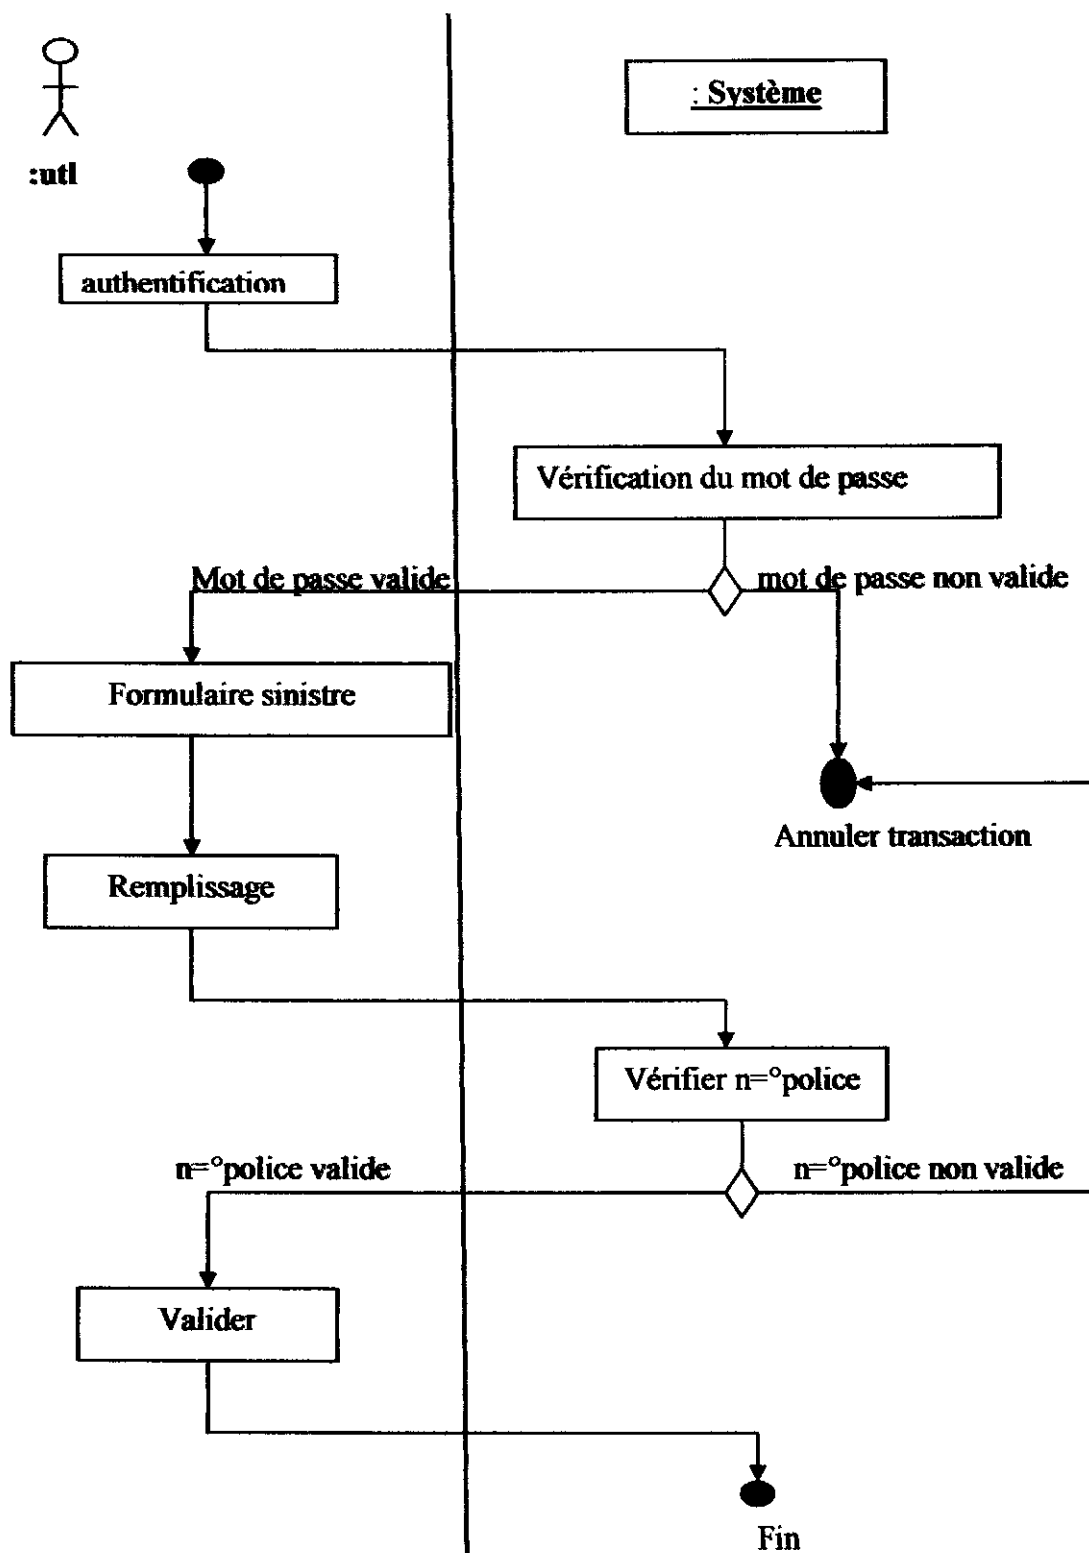 : Système
:utl
authentification
Vérification du mot de passe
Mot de passe valide
mot de passe non valide
Formulaire sinistre
Annuler transaction
Remplissage
Vérifier n=°police
n=°police valide
n=°police non valide
Valider
Fin